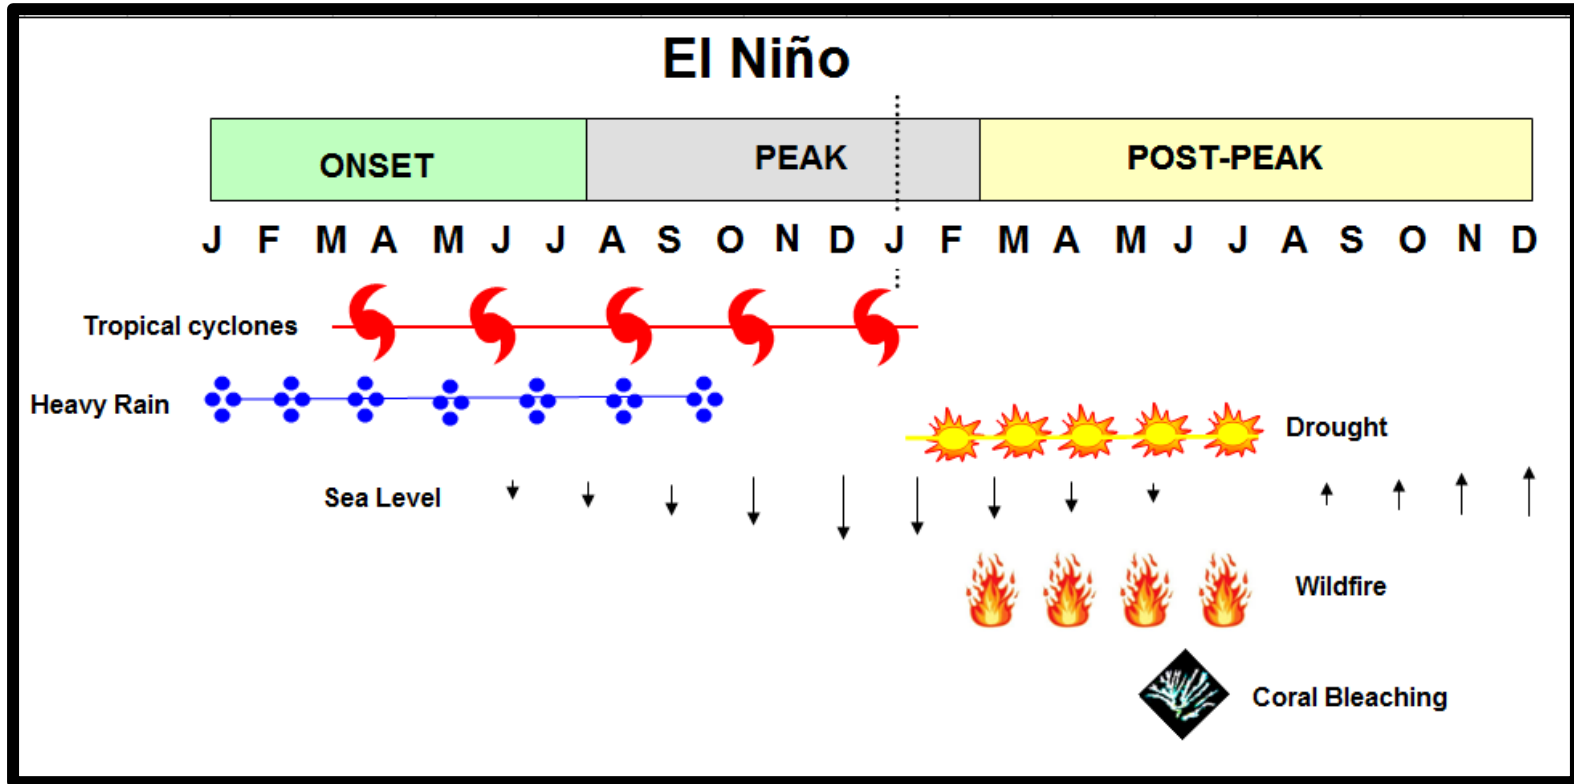 El Niño
ONSET PEAK POST-PEAK
J F M A M J J A S O N D J F M A M J J A S O N D
Tropical cyclones
Heavy Rain
Drought
Sea Level
Wildfire
Coral Bleaching